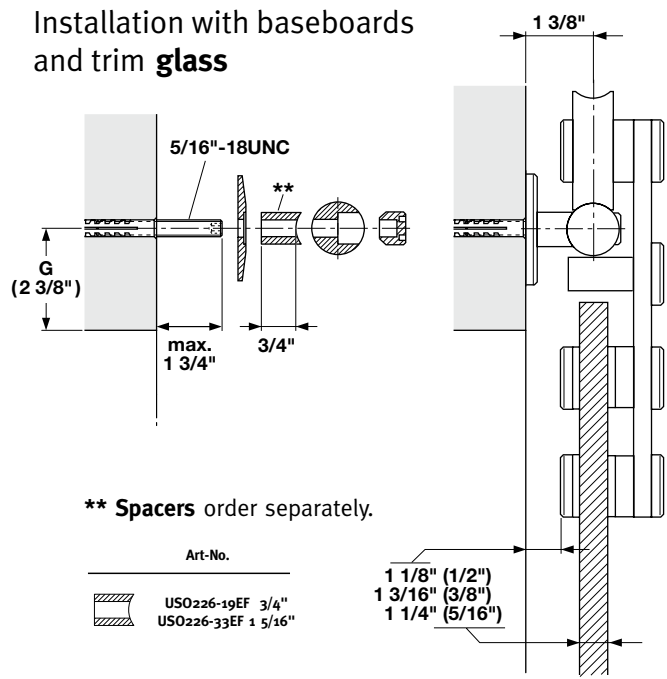 Installation with baseboards
and trim glass
1 3/8"
5/16"-18UNC
**
G
(2 3/8")
max.
1 3/4"
3/4"
** Spacers order separately.
Art-No.
USO226-19EF 3/4"
USO226-33EF 1 5/16"
1 1/8" (1/2")
1 3/16" (3/8")
1 1/4" (5/16")